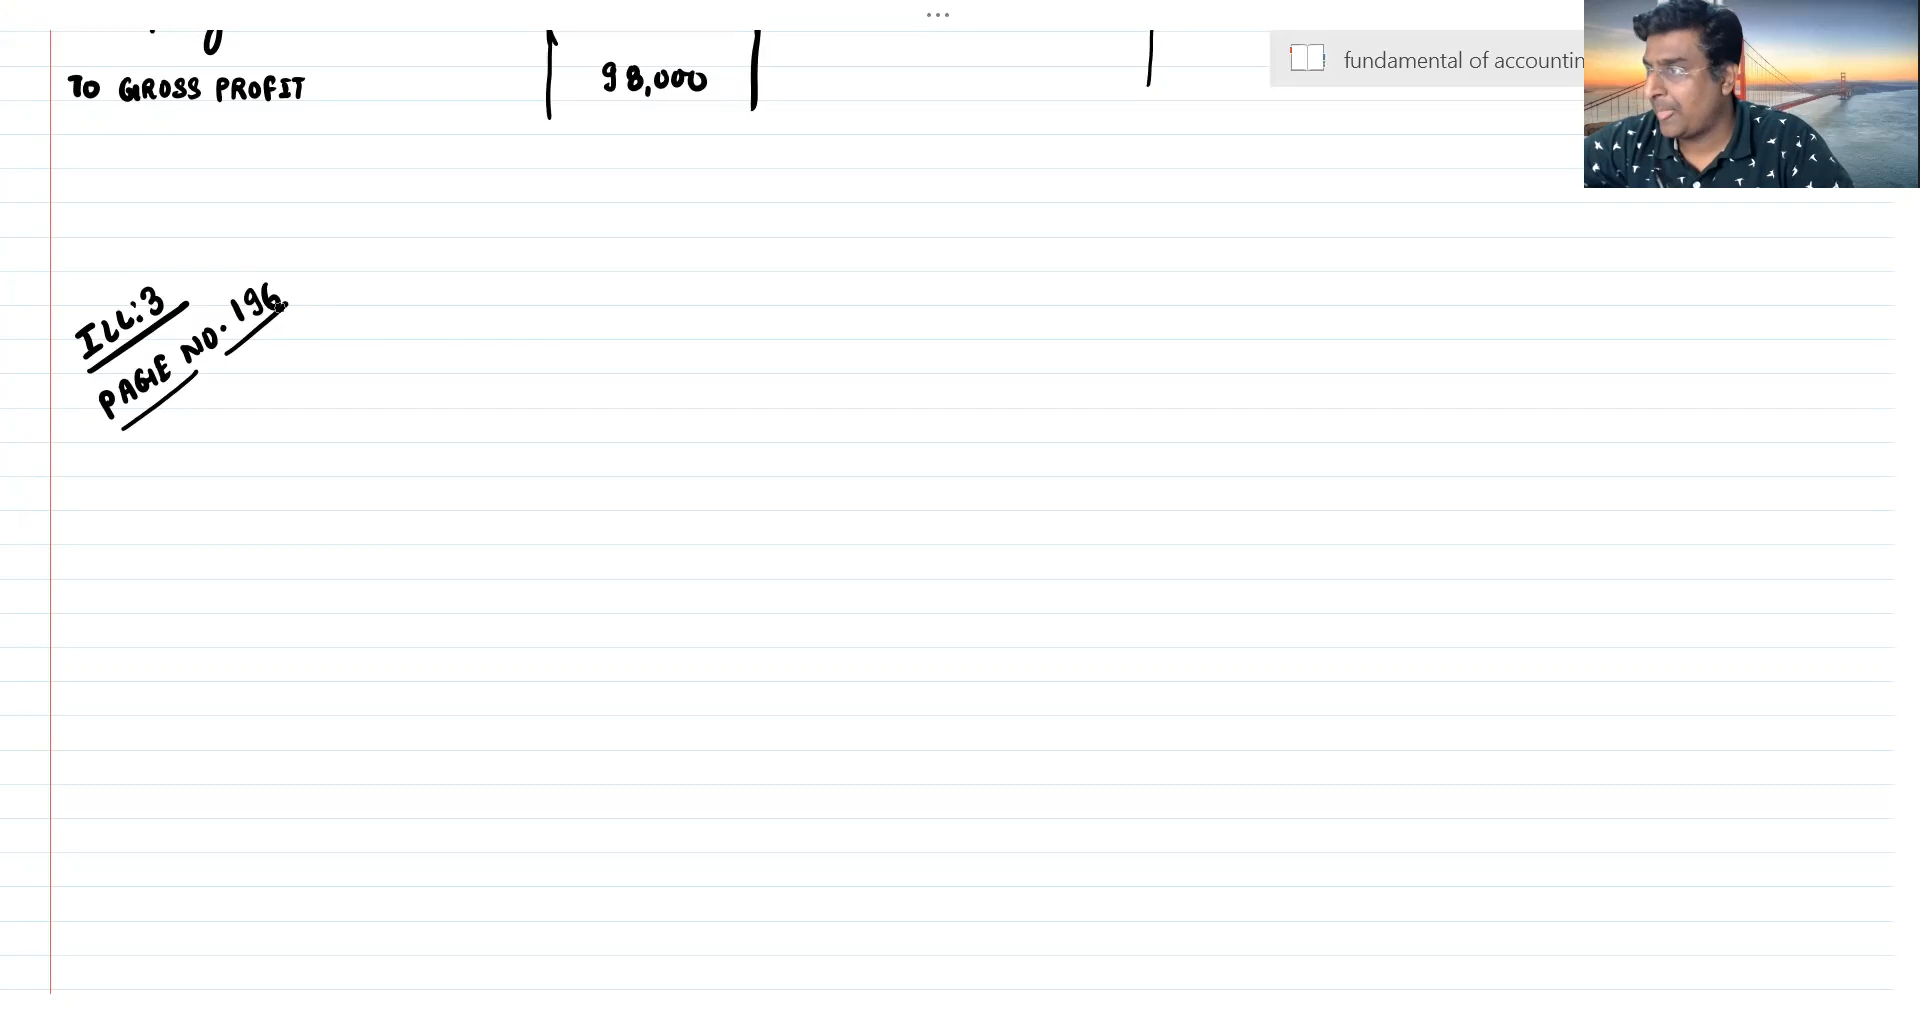 TO GROSS PROFIT 98,000
fundamental of accountin
ILL:3
PAGE NO. 196